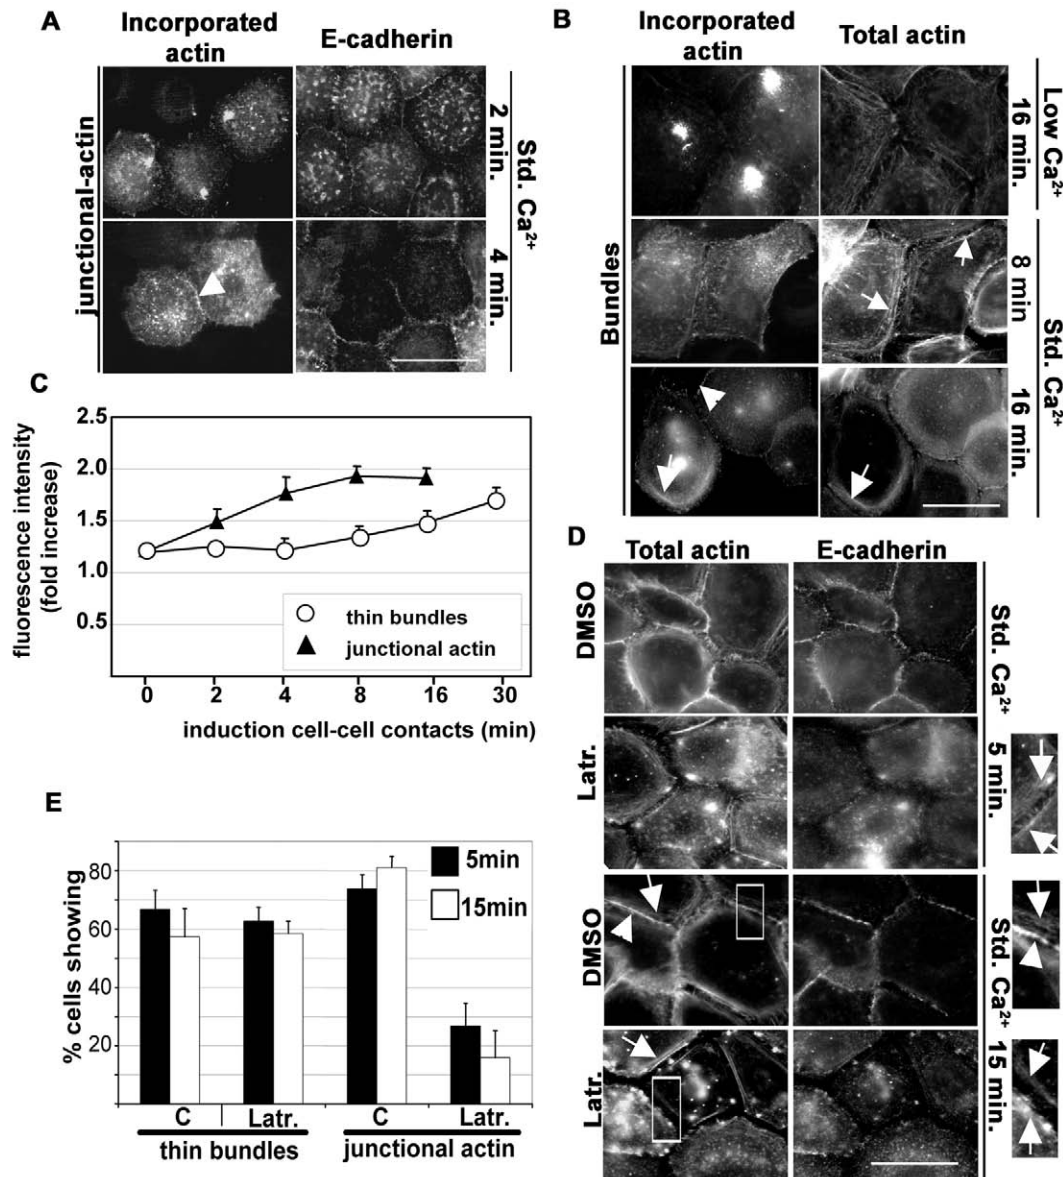 A
Incorporated
actin
E-cadherin
junctional-actin
2 min.
4 min.
Std. Ca²⁺
B
Incorporated
actin
Total actin
Bundles
16 min.
Low Ca²⁺
8 min
16 min.
Std. Ca²⁺
C
fluorescence intensity
(fold increase)
2.5
2.0
1.5
1.0
0.5
thin bundles
junctional actin
0 2 4 8 16 30
induction cell-cell contacts (min)
D
Total actin
E-cadherin
DMSO
Latr.
Std. Ca²⁺
5 min.
DMSO
Latr.
Std. Ca²⁺
15 min.
E
% cells showing
80
60
40
20
5min
15min
C Latr. C Latr.
thin bundles junctional actin